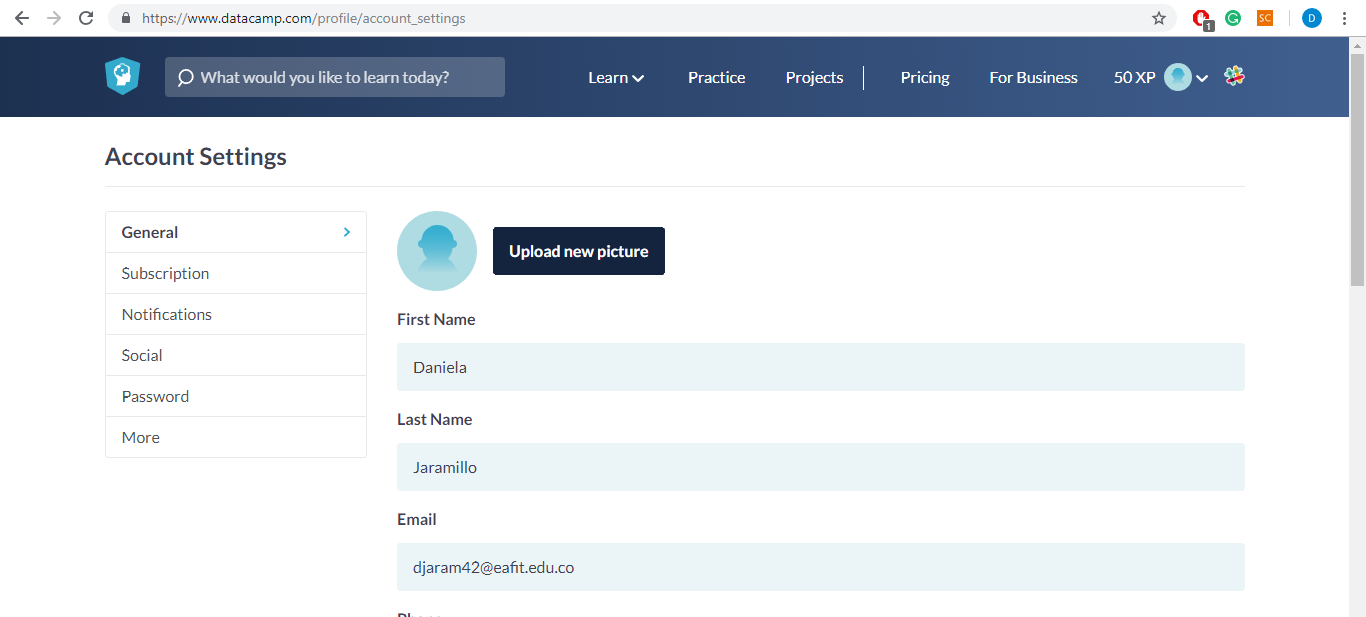 https://www.datacamp.com/profile/account_settings
1
SC
D
What would you like to learn today?
Learn
Practice
Projects
Pricing
For Business
50 XP
Account Settings
General
Subscription
Notifications
Social
Password
More
Upload new picture
First Name
Daniela
Last Name
Jaramillo
Email
djaram42@eafit.edu.co